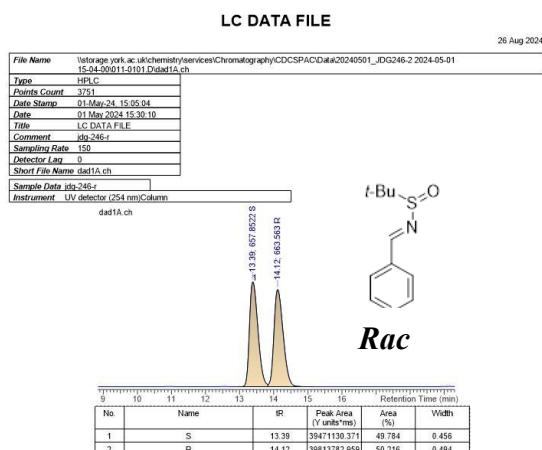 LC DATA FILE
26 Aug 2024
File Name \\storage.york.ac.uk\chemistry\services\Chromatography\CDCSPAC\Data\20240501_JDG246-2 2024-05-01
15-04-00\011-0101.D\dad1A.ch
Type HPLC
Points Count 3751
Date Stamp 01-May-24, 15:05:04
Date 01 May 2024 15:30:10
Title LC DATA FILE
Comment jdg-246-r
Sampling Rate 150
Detector Lag 0
Short File Name dad1A.ch
Sample Data jdg-246-r
Instrument UV detector (254 nm)Column
dad1A.ch
13.39; 657.8522 S
14.12; 663.563 R
t-Bu
S
O
N
Rac
9 10 11 12 13 14 15 16 Retention Time (min)
No. Name tR Peak Area (Y units*ms) Area (%) Width
1 S 13.39 39471130.371 49.784 0.456
2 R 14.12 39813782.959 50.216 0.494